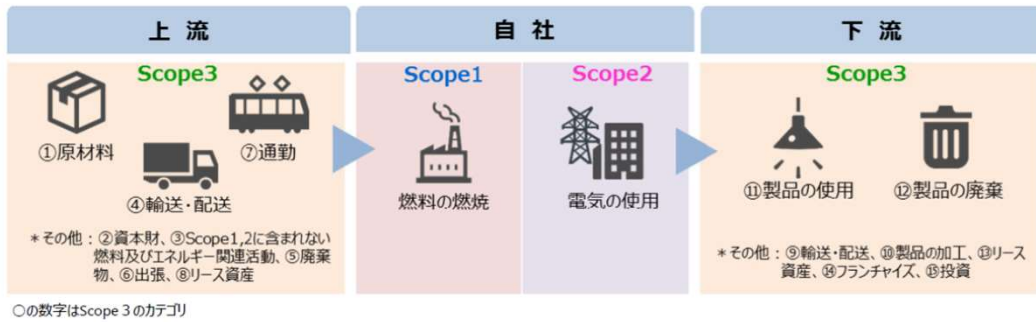 上流
自社
下流
Scope3
①原材料
⑦通勤
④輸送・配送
＊その他：②資本財、③Scope1,2に含まれない
燃料及びエネルギー関連活動、⑤廃棄
物、⑥出張、⑧リース資産
Scope1
燃料の燃焼
Scope2
電気の使用
Scope3
⑪製品の使用
⑫製品の廃棄
＊その他：⑨輸送・配送、⑩製品の加工、⑬リース
資産、⑭フランチャイズ、⑮投資
○の数字はScope 3 のカテゴリ